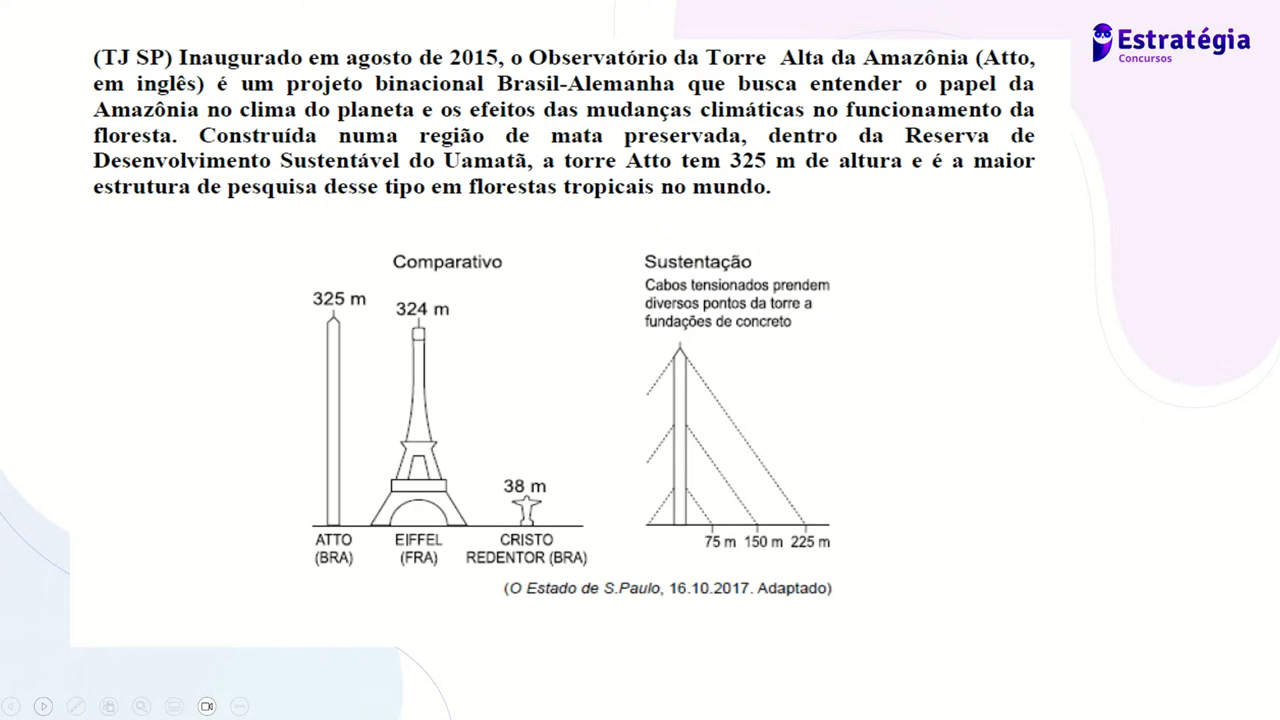 Estratégia
Concursos
(TJ SP) Inaugurado em agosto de 2015, o Observatório da Torre Alta da Amazônia (Atto,
em inglês) é um projeto binacional Brasil-Alemanha que busca entender o papel da
Amazônia no clima do planeta e os efeitos das mudanças climáticas no funcionamento da
floresta. Construída numa região de mata preservada, dentro da Reserva de
Desenvolvimento Sustentável do Uamatã, a torre Atto tem 325 m de altura e é a maior
estrutura de pesquisa desse tipo em florestas tropicais no mundo.
Comparativo
325 m
324 m
38 m
ATTO
(BRA)
EIFFEL
(FRA)
CRISTO
REDENTOR (BRA)
Sustentação
Cabos tensionados prendem
diversos pontos da torre a
fundações de concreto
75 m 150 m 225 m
(O Estado de S.Paulo, 16.10.2017. Adaptado)